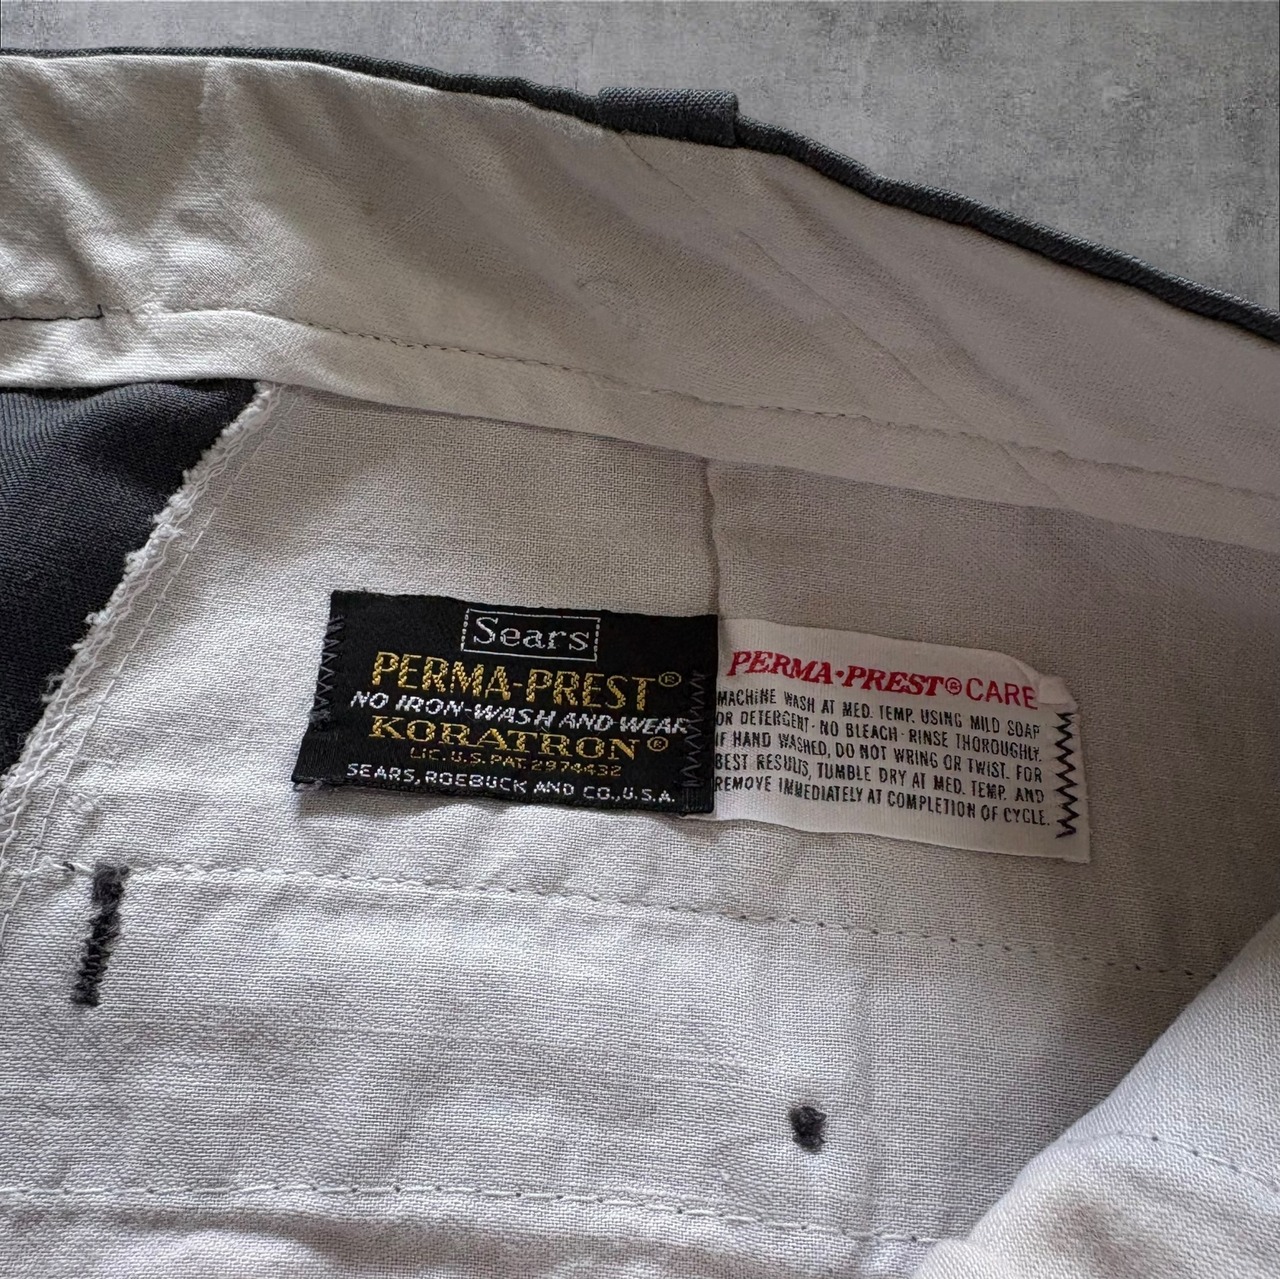 Sears
PERMA-PREST®
NO IRON-WASH AND WEAR
KORATRON®
LIC. U.S. PAT. 2974432
SEARS, ROEBUCK AND CO., U.S.A.
PERMA·PREST® CARE
MACHINE WASH AT MED. TEMP. USING MILD SOAP
OR DETERGENT · NO BLEACH · RINSE THOROUGHLY.
IF HAND WASHED, DO NOT WRING OR TWIST. FOR
BEST RESULTS, TUMBLE DRY AT MED. TEMP. AND
REMOVE IMMEDIATELY AT COMPLETION OF CYCLE.